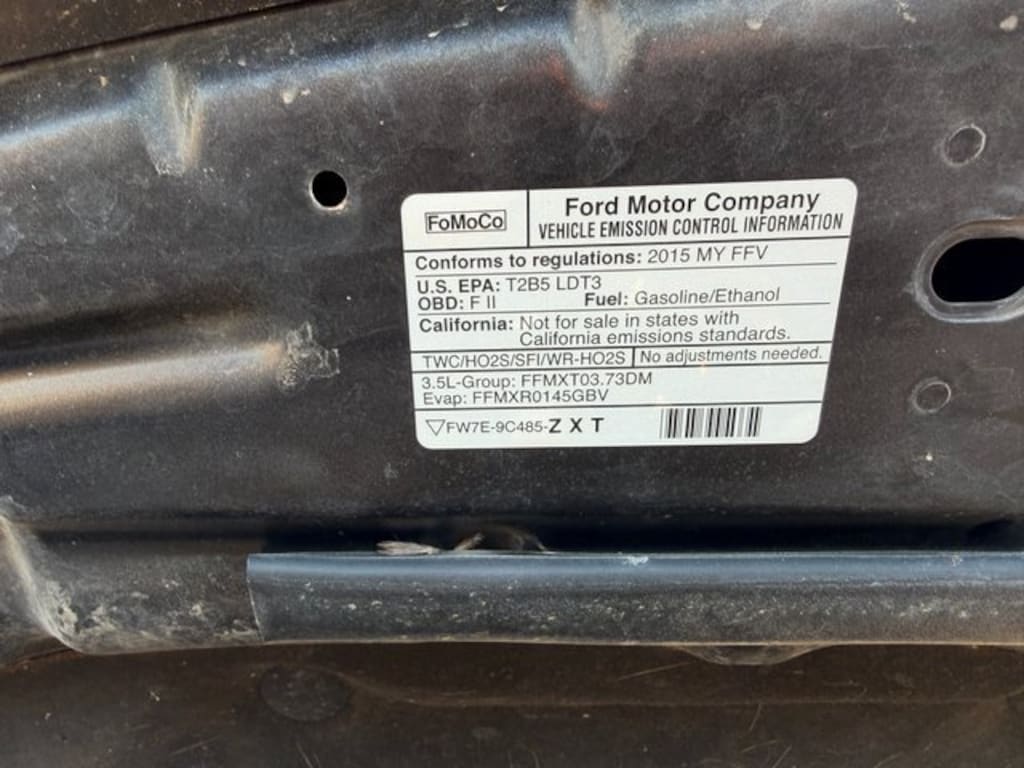 FoMoCo
Ford Motor Company
VEHICLE EMISSION CONTROL INFORMATION
Conforms to regulations: 2015 MY FFV
U.S. EPA: T2B5 LDT3
OBD: F II Fuel: Gasoline/Ethanol
California: Not for sale in states with
California emissions standards.
TWC/HO2S/SFI/WR-HO2S No adjustments needed.
3.5L-Group: FFMXT03.73DM
Evap: FFMXR0145GBV
▽FW7E-9C485-Z X T